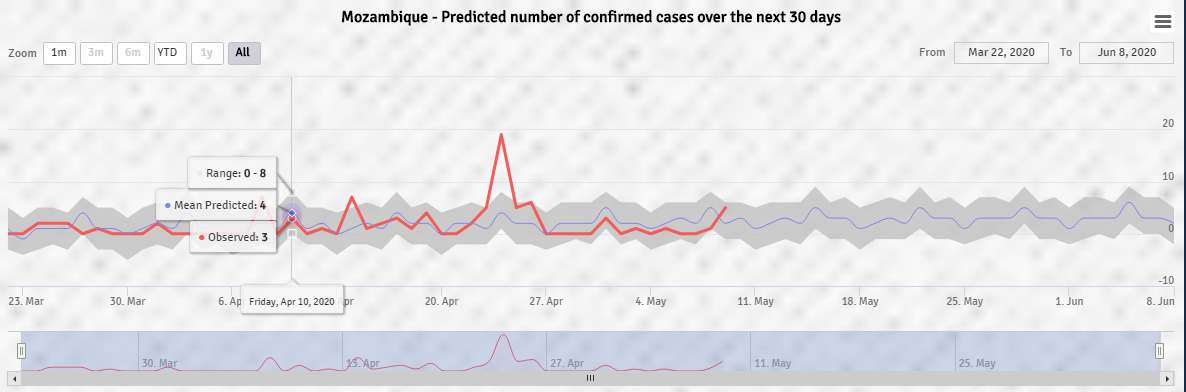 Mozambique - Predicted number of confirmed cases over the next 30 days
Zoom 1m 3m 6m YTD 1y All From Mar 22, 2020 To Jun 8, 2020
20
10
0
-10
Range: 0 - 8
Mean Predicted: 4
Observed: 3
Friday, Apr 10, 2020
23. Mar 30. Mar 6. Ap pr 20. Apr 27. Apr 4. May 11. May 18. May 25. May 1. Jun 8. Jun
30. Mar 13. Apr 27. Apr 11. May 25. May